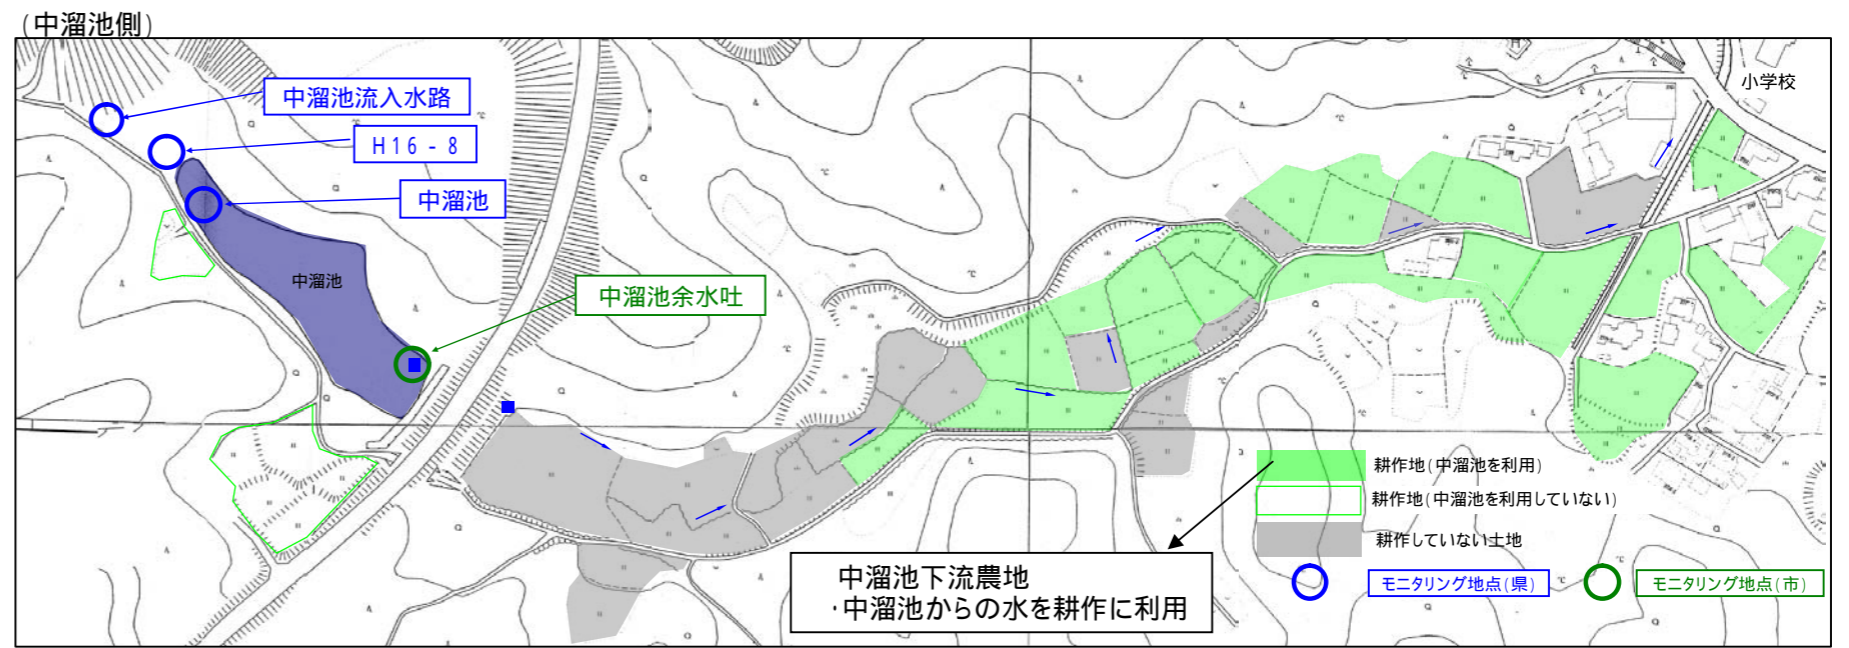 (中溜池側)
中溜池流入水路
H16-8
中溜池
中溜池
中溜池余水吐
小学校
耕作地(中溜池を利用)
耕作地(中溜池を利用していない)
耕作していない土地
モニタリング地点(県)
モニタリング地点(市)
中溜池下流農地
・中溜池からの水を耕作に利用